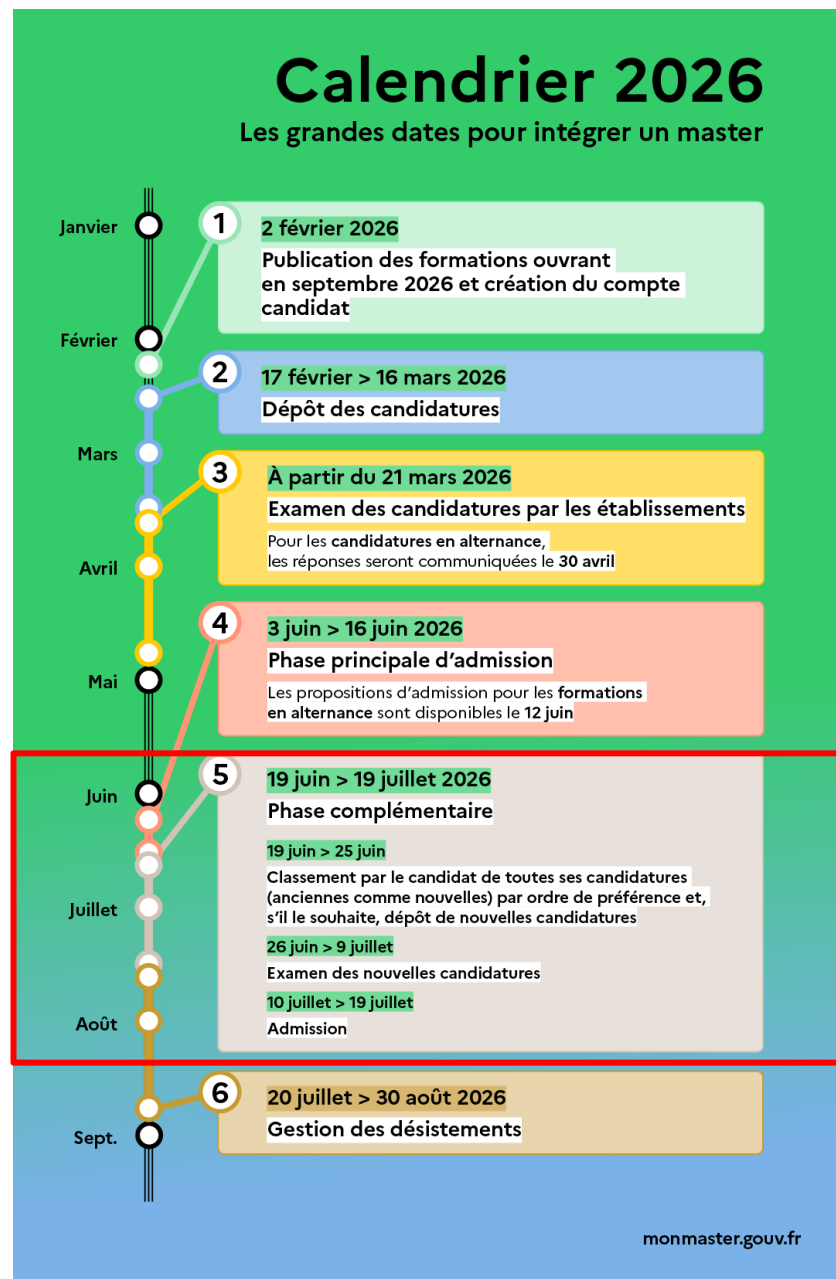 Calendrier 2026
Les grandes dates pour intégrer un master
Janvier
Février
Mars
Avril
Mai
Juin
Juillet
Août
Sept.
1
2 février 2026
Publication des formations ouvrant
en septembre 2026 et création du compte
candidat
2
17 février > 16 mars 2026
Dépôt des candidatures
3
À partir du 21 mars 2026
Examen des candidatures par les établissements
Pour les candidatures en alternance,
les réponses seront communiquées le 30 avril
4
3 juin > 16 juin 2026
Phase principale d'admission
Les propositions d'admission pour les formations
en alternance sont disponibles le 12 juin
5
19 juin > 19 juillet 2026
Phase complémentaire
19 juin > 25 juin
Classement par le candidat de toutes ses candidatures
(anciennes comme nouvelles) par ordre de préférence et,
s'il le souhaite, dépôt de nouvelles candidatures
26 juin > 9 juillet
Examen des nouvelles candidatures
10 juillet > 19 juillet
Admission
6
20 juillet > 30 août 2026
Gestion des désistements
monmaster.gouv.fr